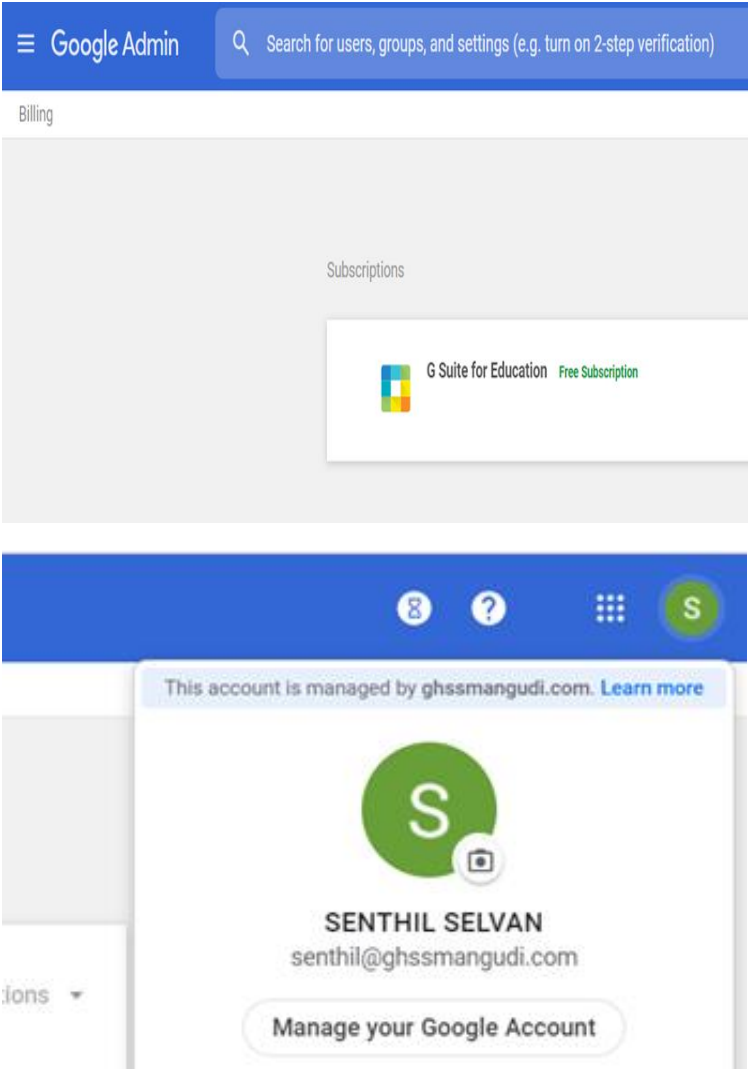 Google Admin
Search for users, groups, and settings (e.g. turn on 2-step verification)
Billing
Subscriptions
G Suite for Education Free Subscription
S
This account is managed by ghssmangudi.com. Learn more
S
SENTHIL SELVAN
senthil@ghssmangudi.com
tions
Manage your Google Account